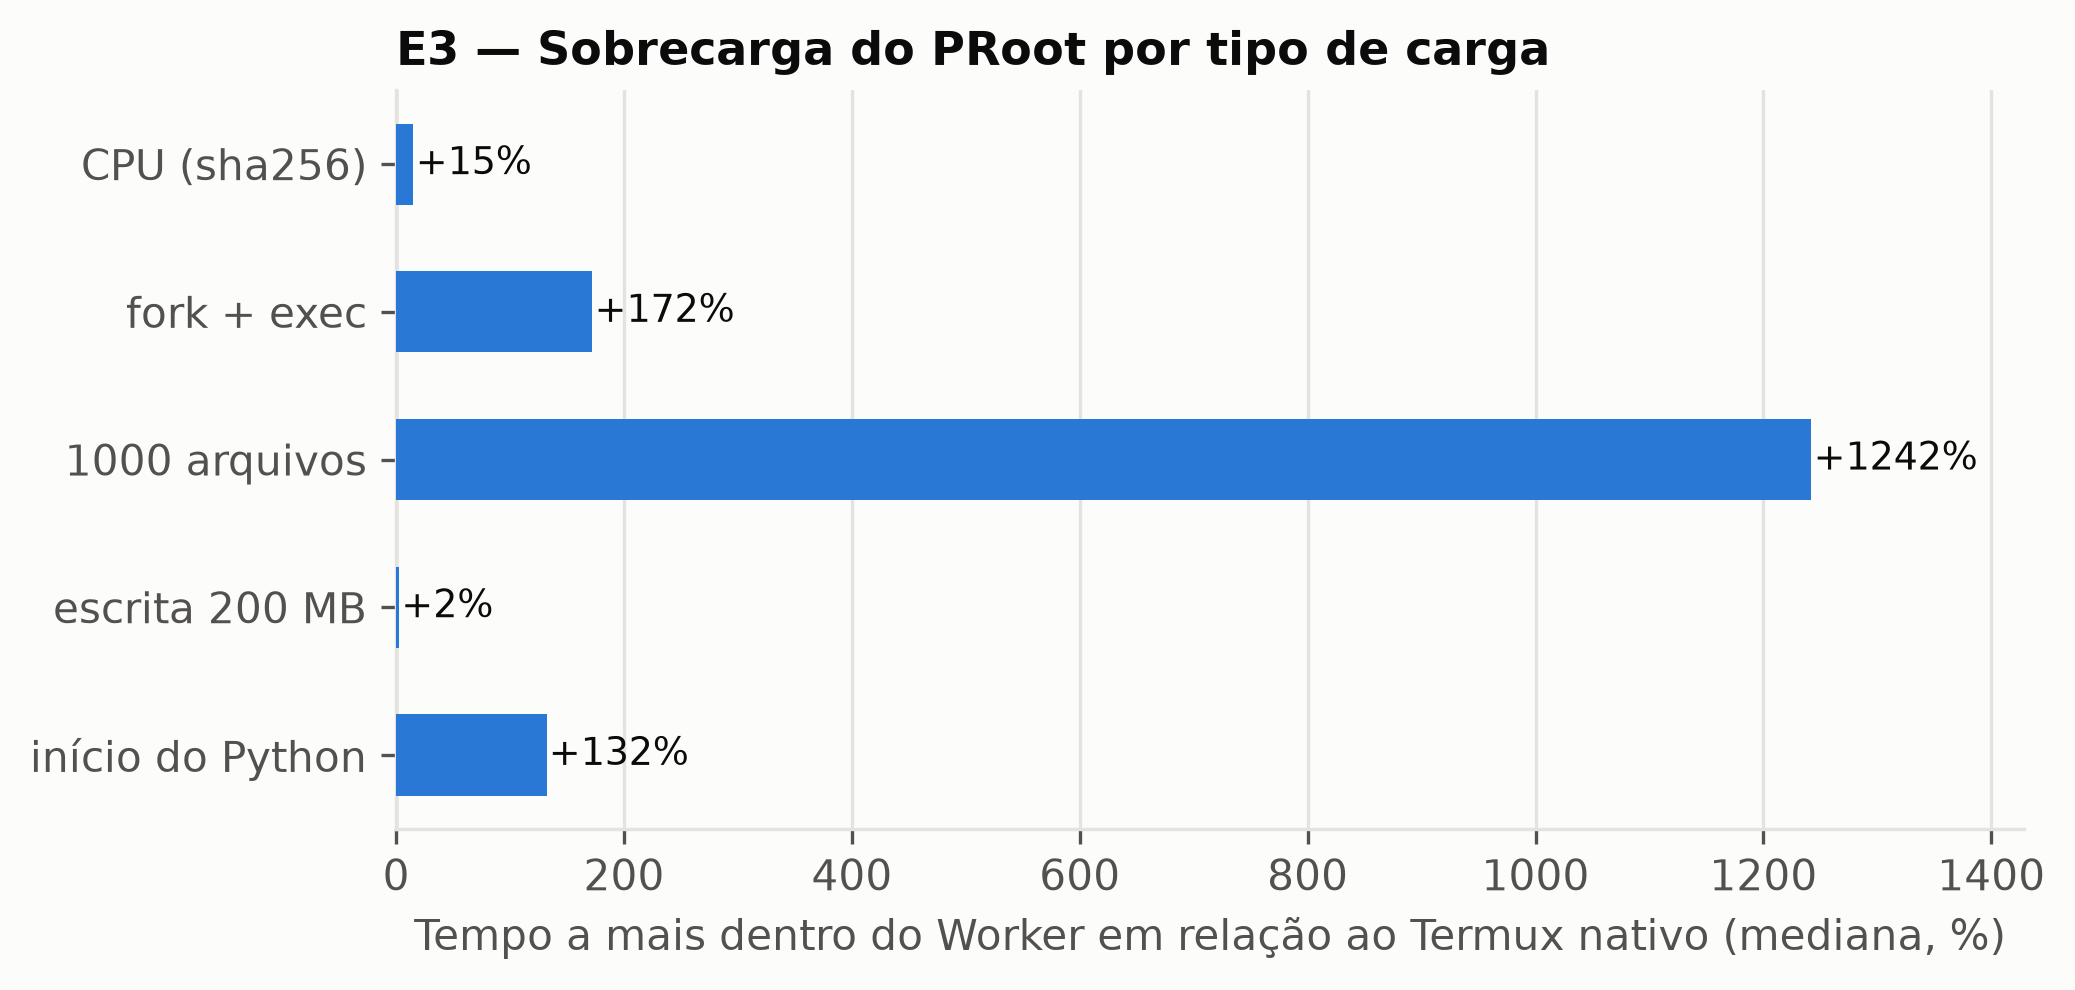 E3 — Sobrecarga do PRoot por tipo de carga
CPU (sha256) +15%
fork + exec +172%
1000 arquivos +1242%
escrita 200 MB +2%
início do Python +132%
0 200 400 600 800 1000 1200 1400
Tempo a mais dentro do Worker em relação ao Termux nativo (mediana, %)